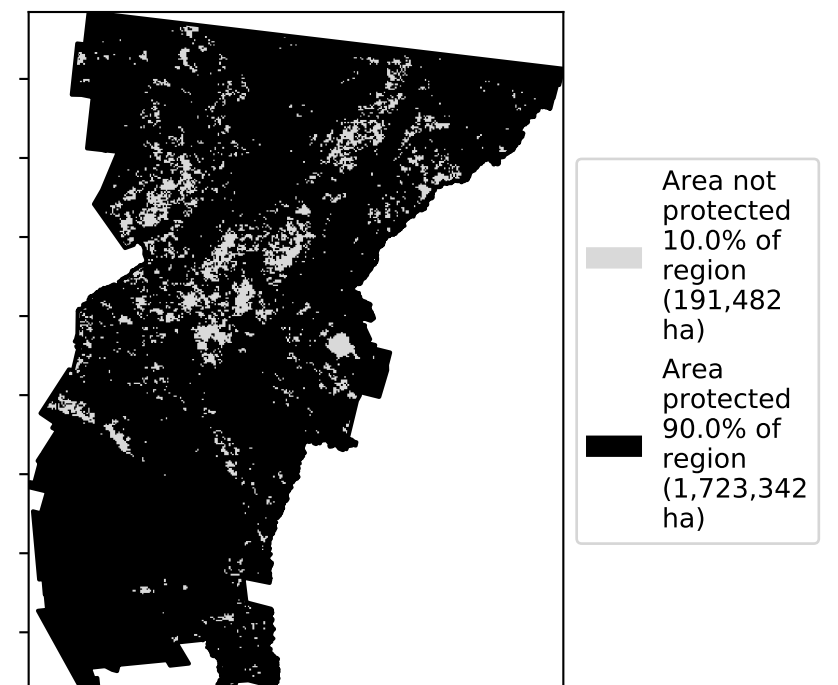 Area not
protected
10.0% of
region
(191,482
ha)
Area
protected
90.0% of
region
(1,723,342
ha)